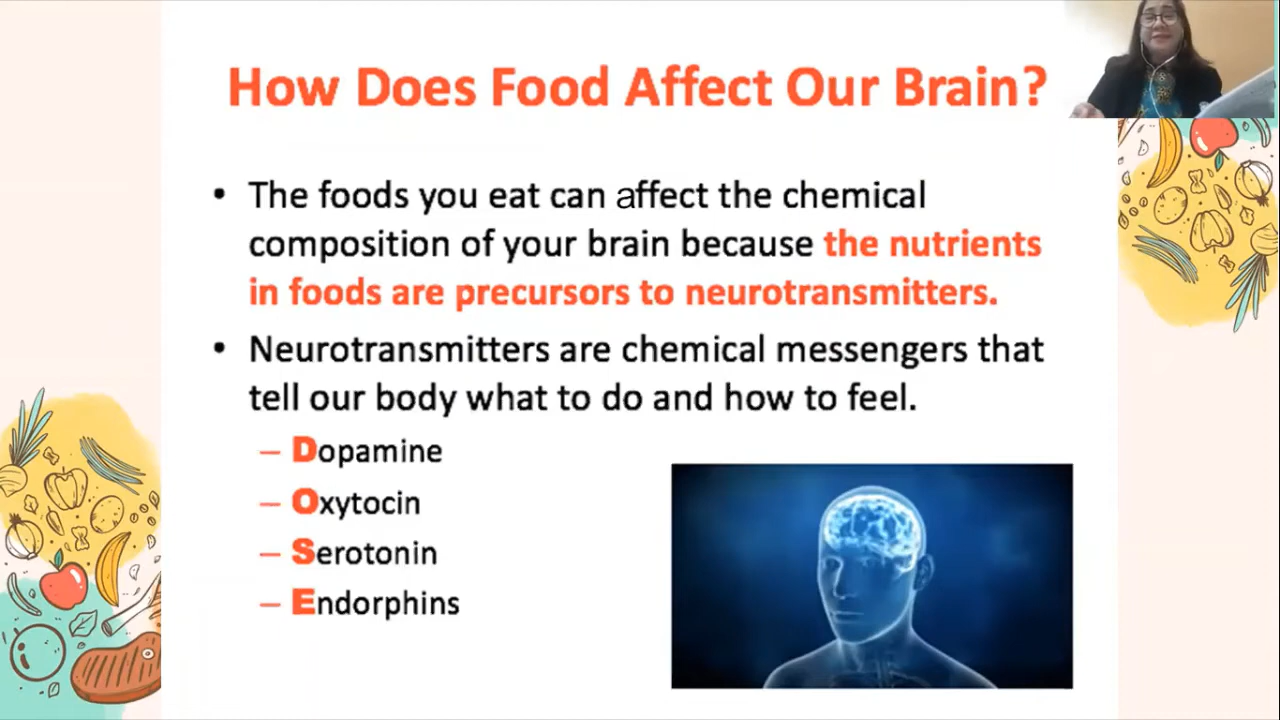 How Does Food Affect Our Brain?
• The foods you eat can affect the chemical
composition of your brain because the nutrients
in foods are precursors to neurotransmitters.
• Neurotransmitters are chemical messengers that
tell our body what to do and how to feel.
– Dopamine
– Oxytocin
– Serotonin
– Endorphins